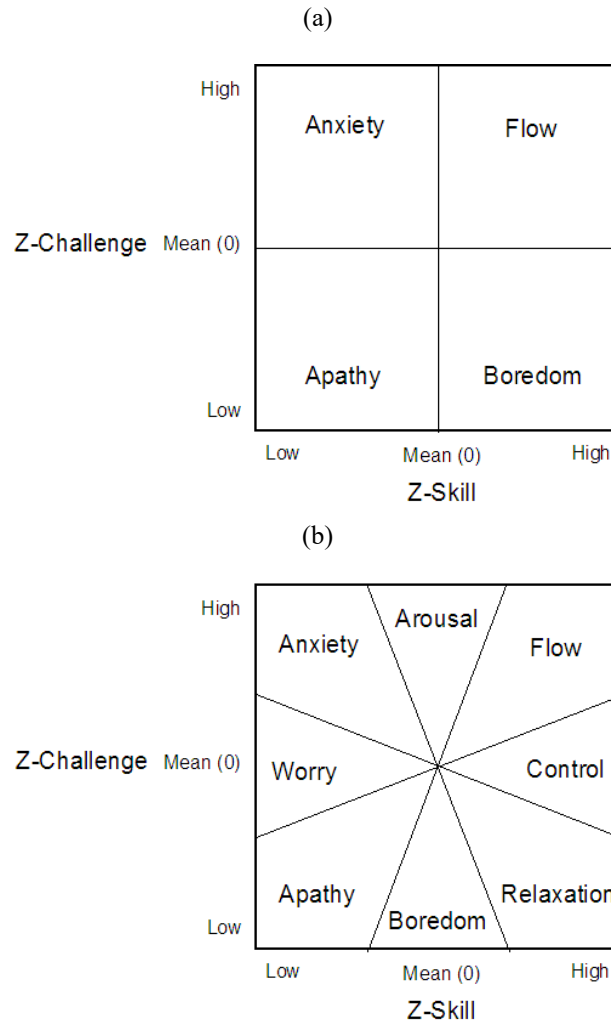 (a)
High
Anxiety Flow
Z-Challenge Mean (0)
Apathy Boredom
Low
Low Mean (0) High
Z-Skill
(b)
High
Arousal
Anxiety Flow
Z-Challenge Mean (0)
Worry Control
Apathy Relaxation
Boredom
Low
Low Mean (0) High
Z-Skill